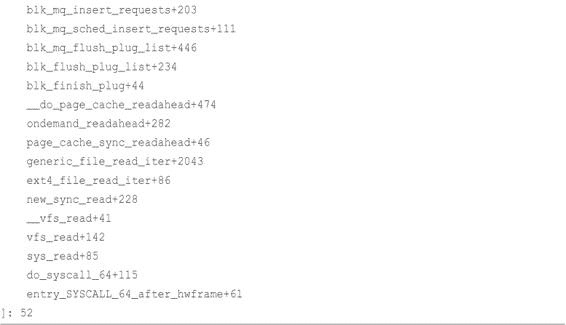 blk_mq_insert_requests+203
blk_mq_sched_insert_requests+111
blk_mq_flush_plug_list+446
blk_flush_plug_list+234
blk_finish_plug+44
__do_page_cache_readahead+474
ondemand_readahead+282
page_cache_sync_readahead+46
generic_file_read_iter+2043
ext4_file_read_iter+86
new_sync_read+228
__vfs_read+41
vfs_read+142
sys_read+85
do_syscall_64+115
entry_SYSCALL_64_after_hwframe+61
]: 52